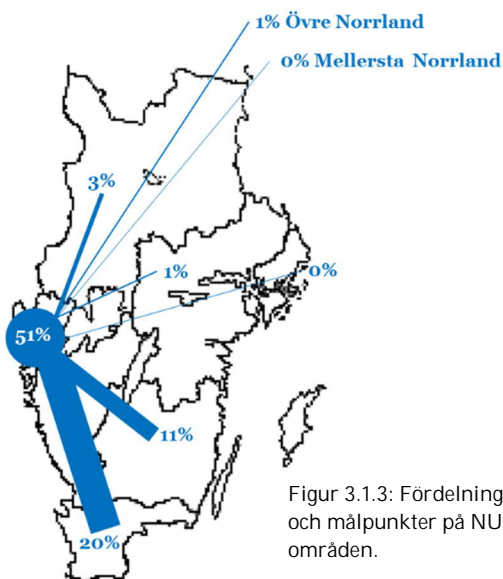 1% Övre Norrland
0% Mellersta Norrland
3%
1%
0%
51%
11%
20%
Figur 3.1.3: Fördelning
och målpunkter på NU
områden.